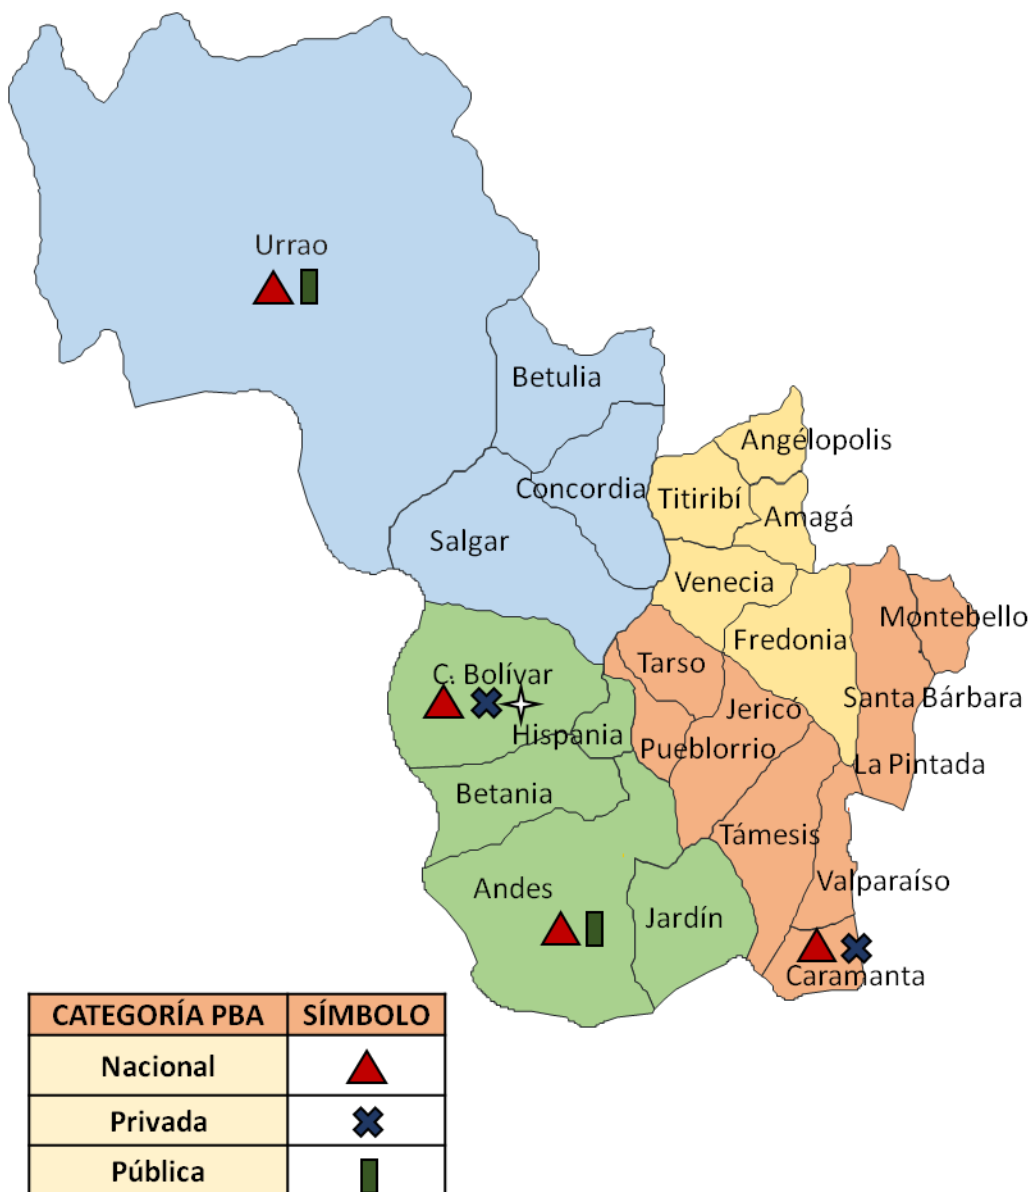 Urrao
Betulia
Angélopolis
Concordia
Titiribí
Amagá
Salgar
Venecia
Montebello
Fredonia
Tarso
C. Bolívar
Santa Bárbara
Jericó
Hispania
Pueblorrio
La Pintada
Betania
Támesis
Valparaíso
Andes
Jardín
Caramanta
CATEGORÍA PBA SÍMBOLO
Nacional
Privada
Pública